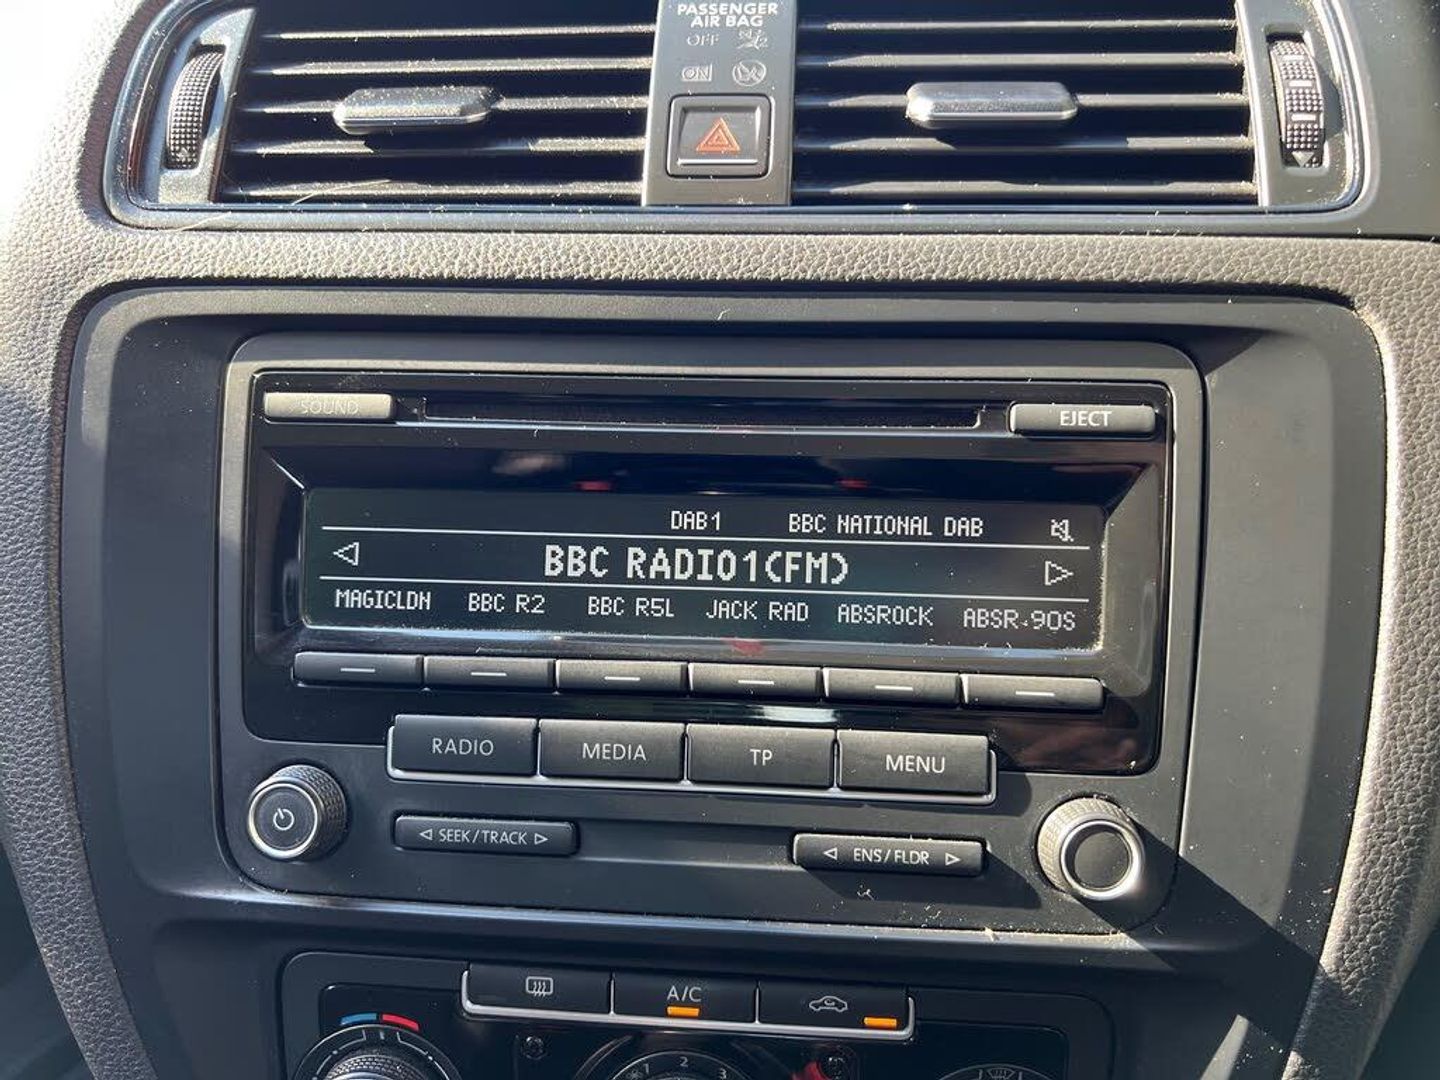 PASSENGER
AIR BAG
OFF
ON
SOUND
EJECT
DAB1 BBC NATIONAL DAB
BBC RADIO1(FM)
MAGICLDN BBC R2 BBC R5L JACK RAD ABSROCK ABSR.90S
RADIO MEDIA TP MENU
SEEK/TRACK
ENS/FLDR
A/C
2